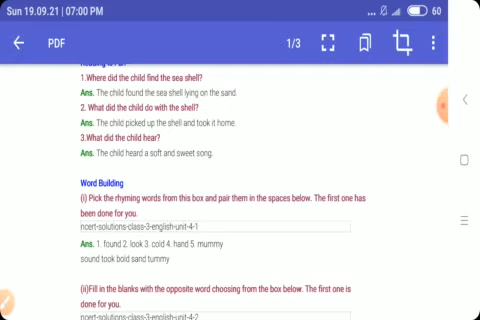 Sun 19.09.21 | 07:00 PM
... 60
PDF
1/3
Reading is Fun
1.Where did the child find the sea shell?
Ans. The child found the sea shell lying on the sand.
2. What did the child do with the shell?
Ans. The child picked up the shell and took it home.
3.What did the child hear?
Ans. The child heard a soft and sweet song.
Word Building
(i) Pick the rhyming words from this box and pair them in the spaces below. The first one has
been done for you.
ncert-solutions-class-3-english-unit-4-1
Ans. 1. found 2. look 3. cold 4. hand 5. mummy
sound took bold sand tummy
(ii)Fill in the blanks with the opposite word choosing from the box below. The first one is
done for you.
ncert-solutions-class-3-english-unit-4-2